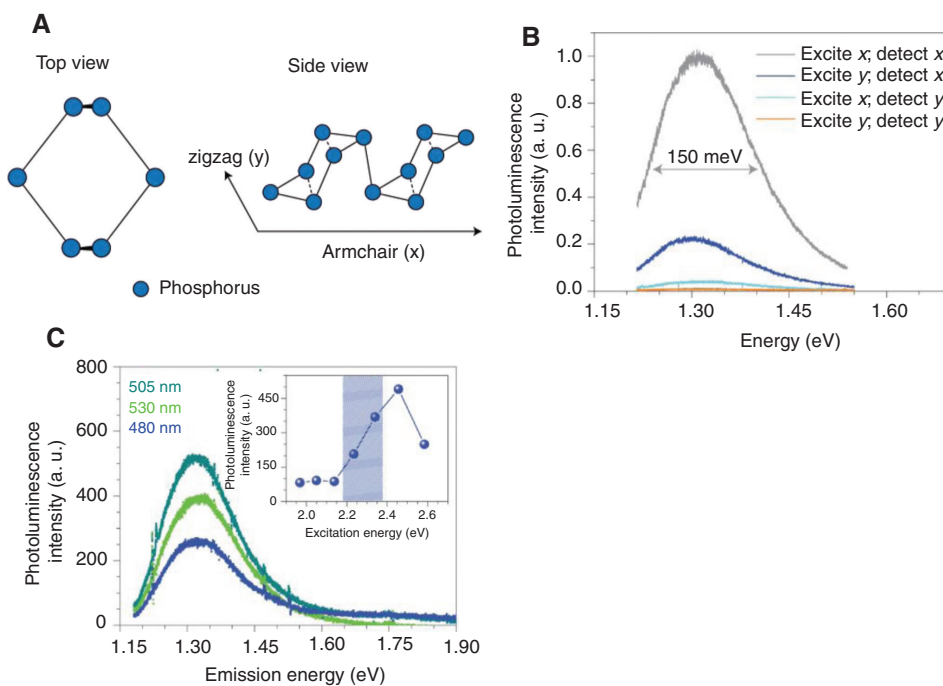 A
Top view
Side view
zigzag (y)
Armchair (x)
Phosphorus
B
Photoluminescence
intensity (a. u.)
1.0
0.8
0.6
0.4
0.2
0.0
1.15
1.30
1.45
1.60
Energy (eV)
Excite x; detect x
Excite y; detect x
Excite x; detect y
Excite y; detect y
150 meV
C
Photoluminescence
intensity (a. u.)
800
600
400
200
0
1.15
1.30
1.45
1.60
1.75
1.90
Emission energy (eV)
505 nm
530 nm
480 nm
Photoluminescence
intensity (a. u.)
450
300
150
0
2.0
2.2
2.4
2.6
Excitation energy (eV)